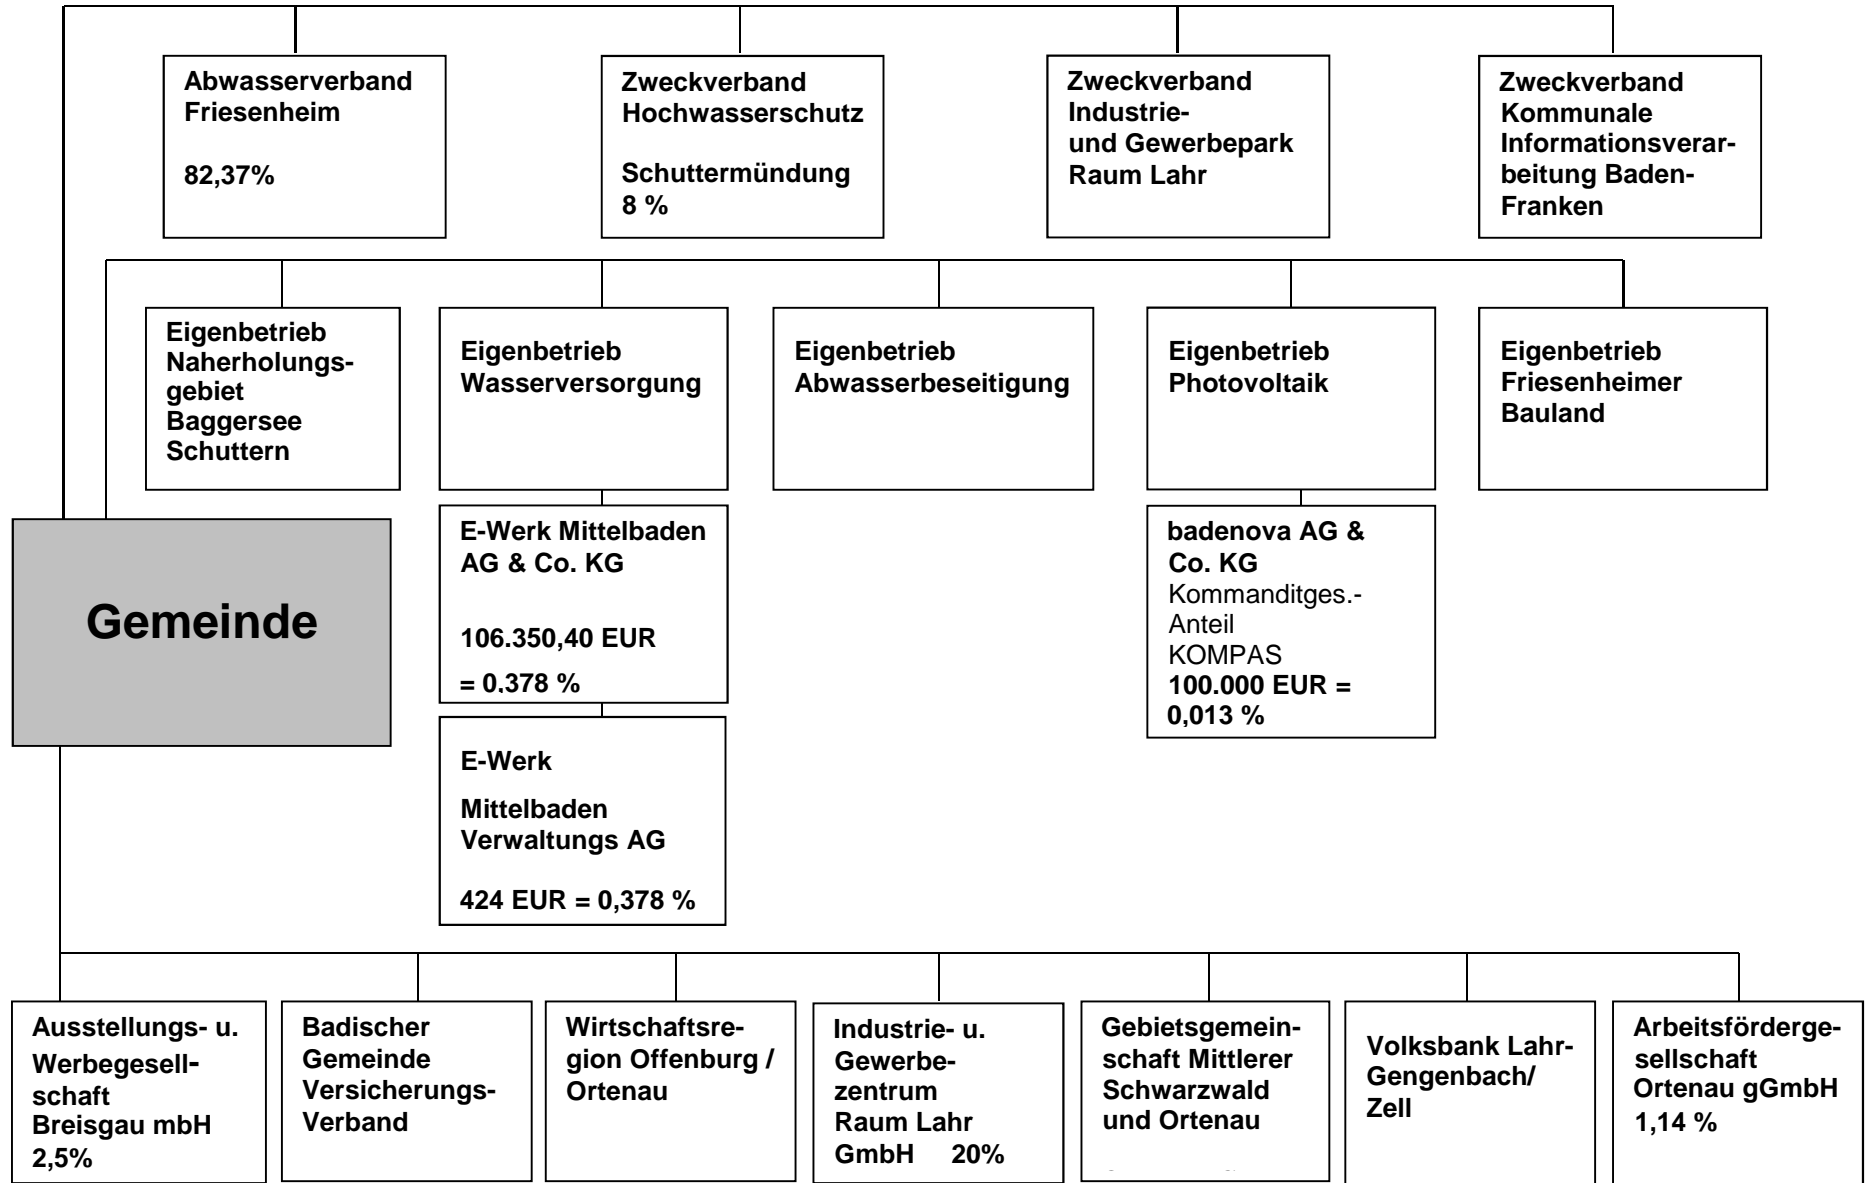 Abwasserverband
Friesenheim
82,37%
Zweckverband
Hochwasserschutz
Schuttermündung
8 %
Zweckverband
Industrie-
und Gewerbepark
Raum Lahr
Zweckverband
Kommunale
Informationsverar-
beitung Baden-
Franken
Eigenbetrieb
Naherholungs-
gebiet
Baggersee
Schuttern
Eigenbetrieb
Wasserversorgung
Eigenbetrieb
Abwasserbeseitigung
Eigenbetrieb
Photovoltaik
Eigenbetrieb
Friesenheimer
Bauland
Gemeinde
E-Werk Mittelbaden
AG & Co. KG
106.350,40 EUR
= 0,378 %
badenova AG &
Co. KG
Kommanditges.-
Anteil
KOMPAS
100.000 EUR =
0,013 %
E-Werk
Mittelbaden
Verwaltungs AG
424 EUR = 0,378 %
Ausstellungs- u.
Werbegesell-
schaft
Breisgau mbH
2,5%
Badischer
Gemeinde
Versicherungs-
Verband
Wirtschaftsre-
gion Offenburg /
Ortenau
Industrie- u.
Gewerbe-
zentrum
Raum Lahr
GmbH 20%
Gebietsgemein-
schaft Mittlerer
Schwarzwald
und Ortenau
Volksbank Lahr-
Gengenbach/
Zell
Arbeitsförderge-
sellschaft
Ortenau gGmbH
1,14 %